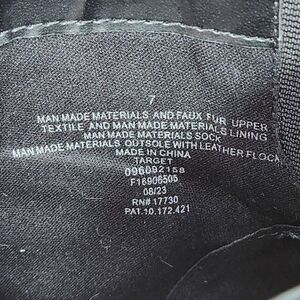 7
MAN MADE MATERIALS AND FAUX FUR UPPER
TEXTILE AND MAN MADE MATERIALS LINING
MAN MADE MATERIALS SOCK
MAN MADE MATERIALS OUTSOLE WITH LEATHER FLOCK
MADE IN CHINA
TARGET
096092158
F16906505
08/23
RN# 17730
PAT.10.172.421